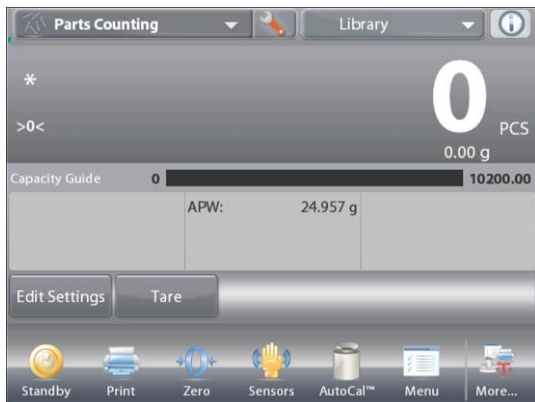 Parts Counting
Library
*
0
>0<
PCS
0.00 g
Capacity Guide 0 10200.00
APW: 24.957 g
Edit Settings Tare
Standby Print Zero Sensors AutoCal™ Menu More...